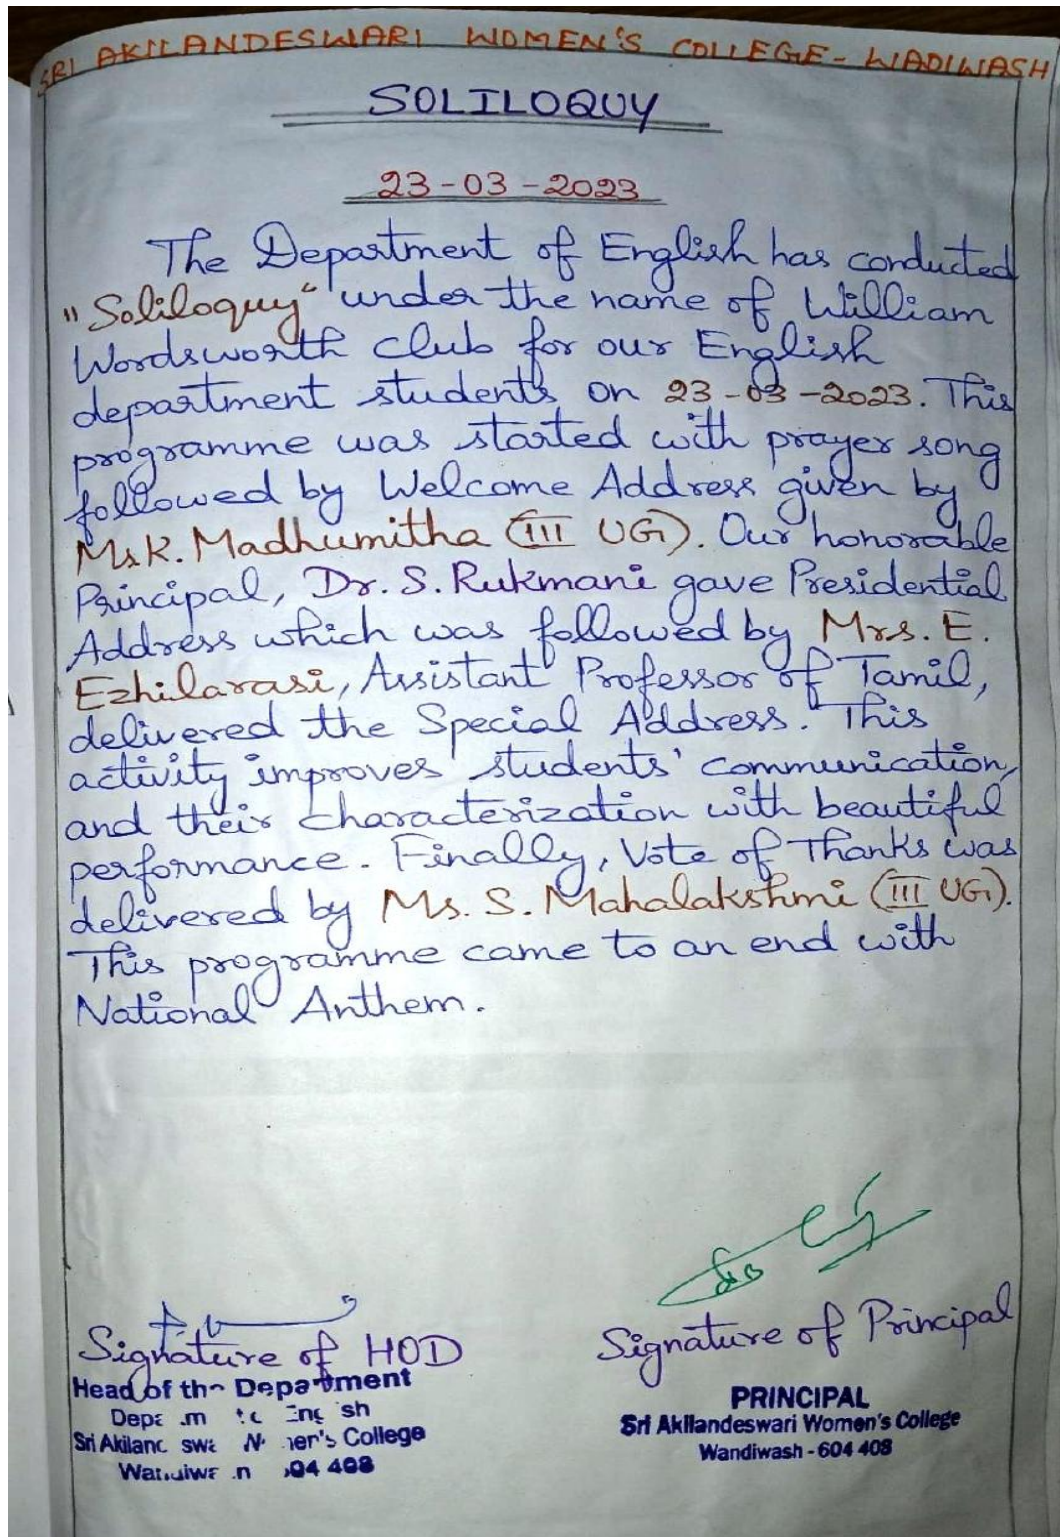 SRI AKILANDESWARI WOMEN'S COLLEGE - WADIWASH
SOLILOQUY
23-03-2023
The Department of English has conducted
"Soliloquy" under the name of William
Wordsworth club for our English
department students on 23-03-2023. This
programme was started with prayer song
followed by Welcome Address given by
Ms.K. Madhumitha (III UG). Our honorable
Principal, Dr. S. Rukmani gave Presidential
Address which was followed by Mrs. E.
Ezhilarasi, Assistant Professor of Tamil,
delivered the Special Address. This
activity improves students' communication,
and their characterization with beautiful
performance. Finally, Vote of Thanks was
delivered by Ms. S. Mahalakshmi (III UG).
This programme came to an end with
National Anthem.
Signature of HOD
Signature of Principal
Head of the Department
Sri
College
PRINCIPAL
Sri Akilandeswari Women's College
Wandiwash - 604 408